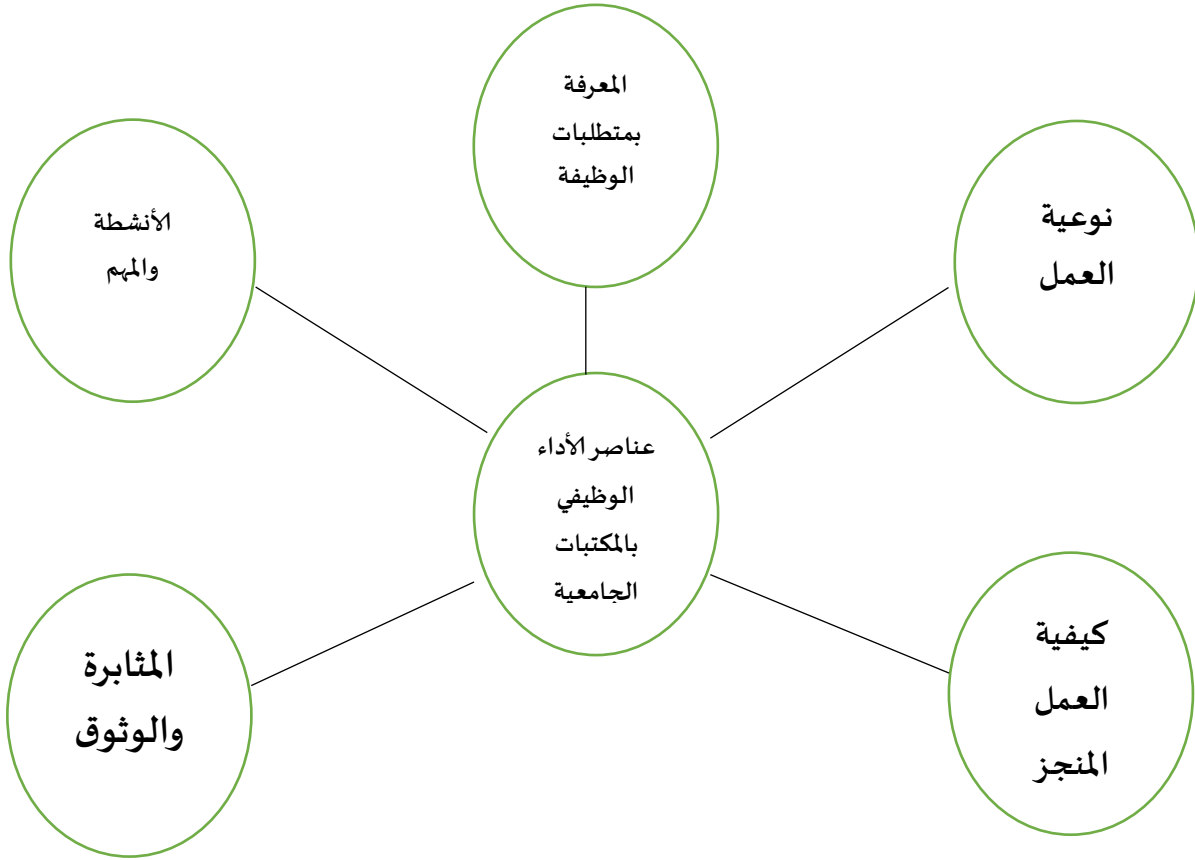 المعرفة
بمتطلبات
الوظيفة
نوعية
العمل
الأنشطة
والمهم
عناصر الأداء
الوظيفي
بالمكتبات
الجامعية
كيفية
العمل
المنجز
المثابرة
والوثوق